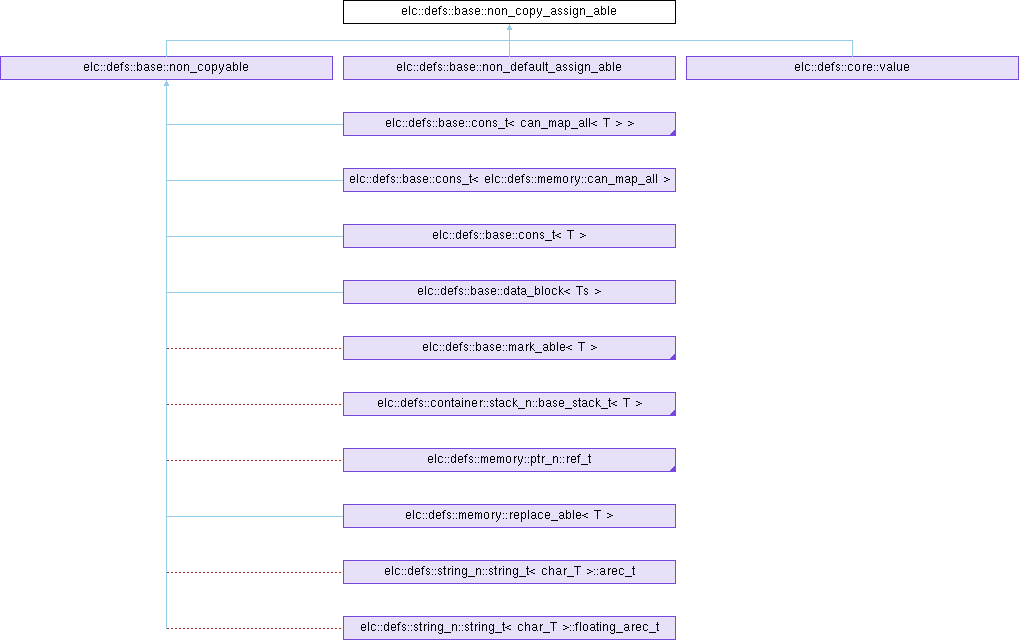 elc::defs::base::non_copy_assign_able
elc::defs::base::non_copyable
elc::defs::base::non_default_assign_able
elc::defs::core::value
elc::defs::base::cons_t< can_map_all< T > >
elc::defs::base::cons_t< elc::defs::memory::can_map_all >
elc::defs::base::cons_t< T >
elc::defs::base::data_block< Ts >
elc::defs::base::mark_able< T >
elc::defs::container::stack_n::base_stack_t< T >
elc::defs::memory::ptr_n::ref_t
elc::defs::memory::replace_able< T >
elc::defs::string_n::string_t< char_T >::arec_t
elc::defs::string_n::string_t< char_T >::floating_arec_t